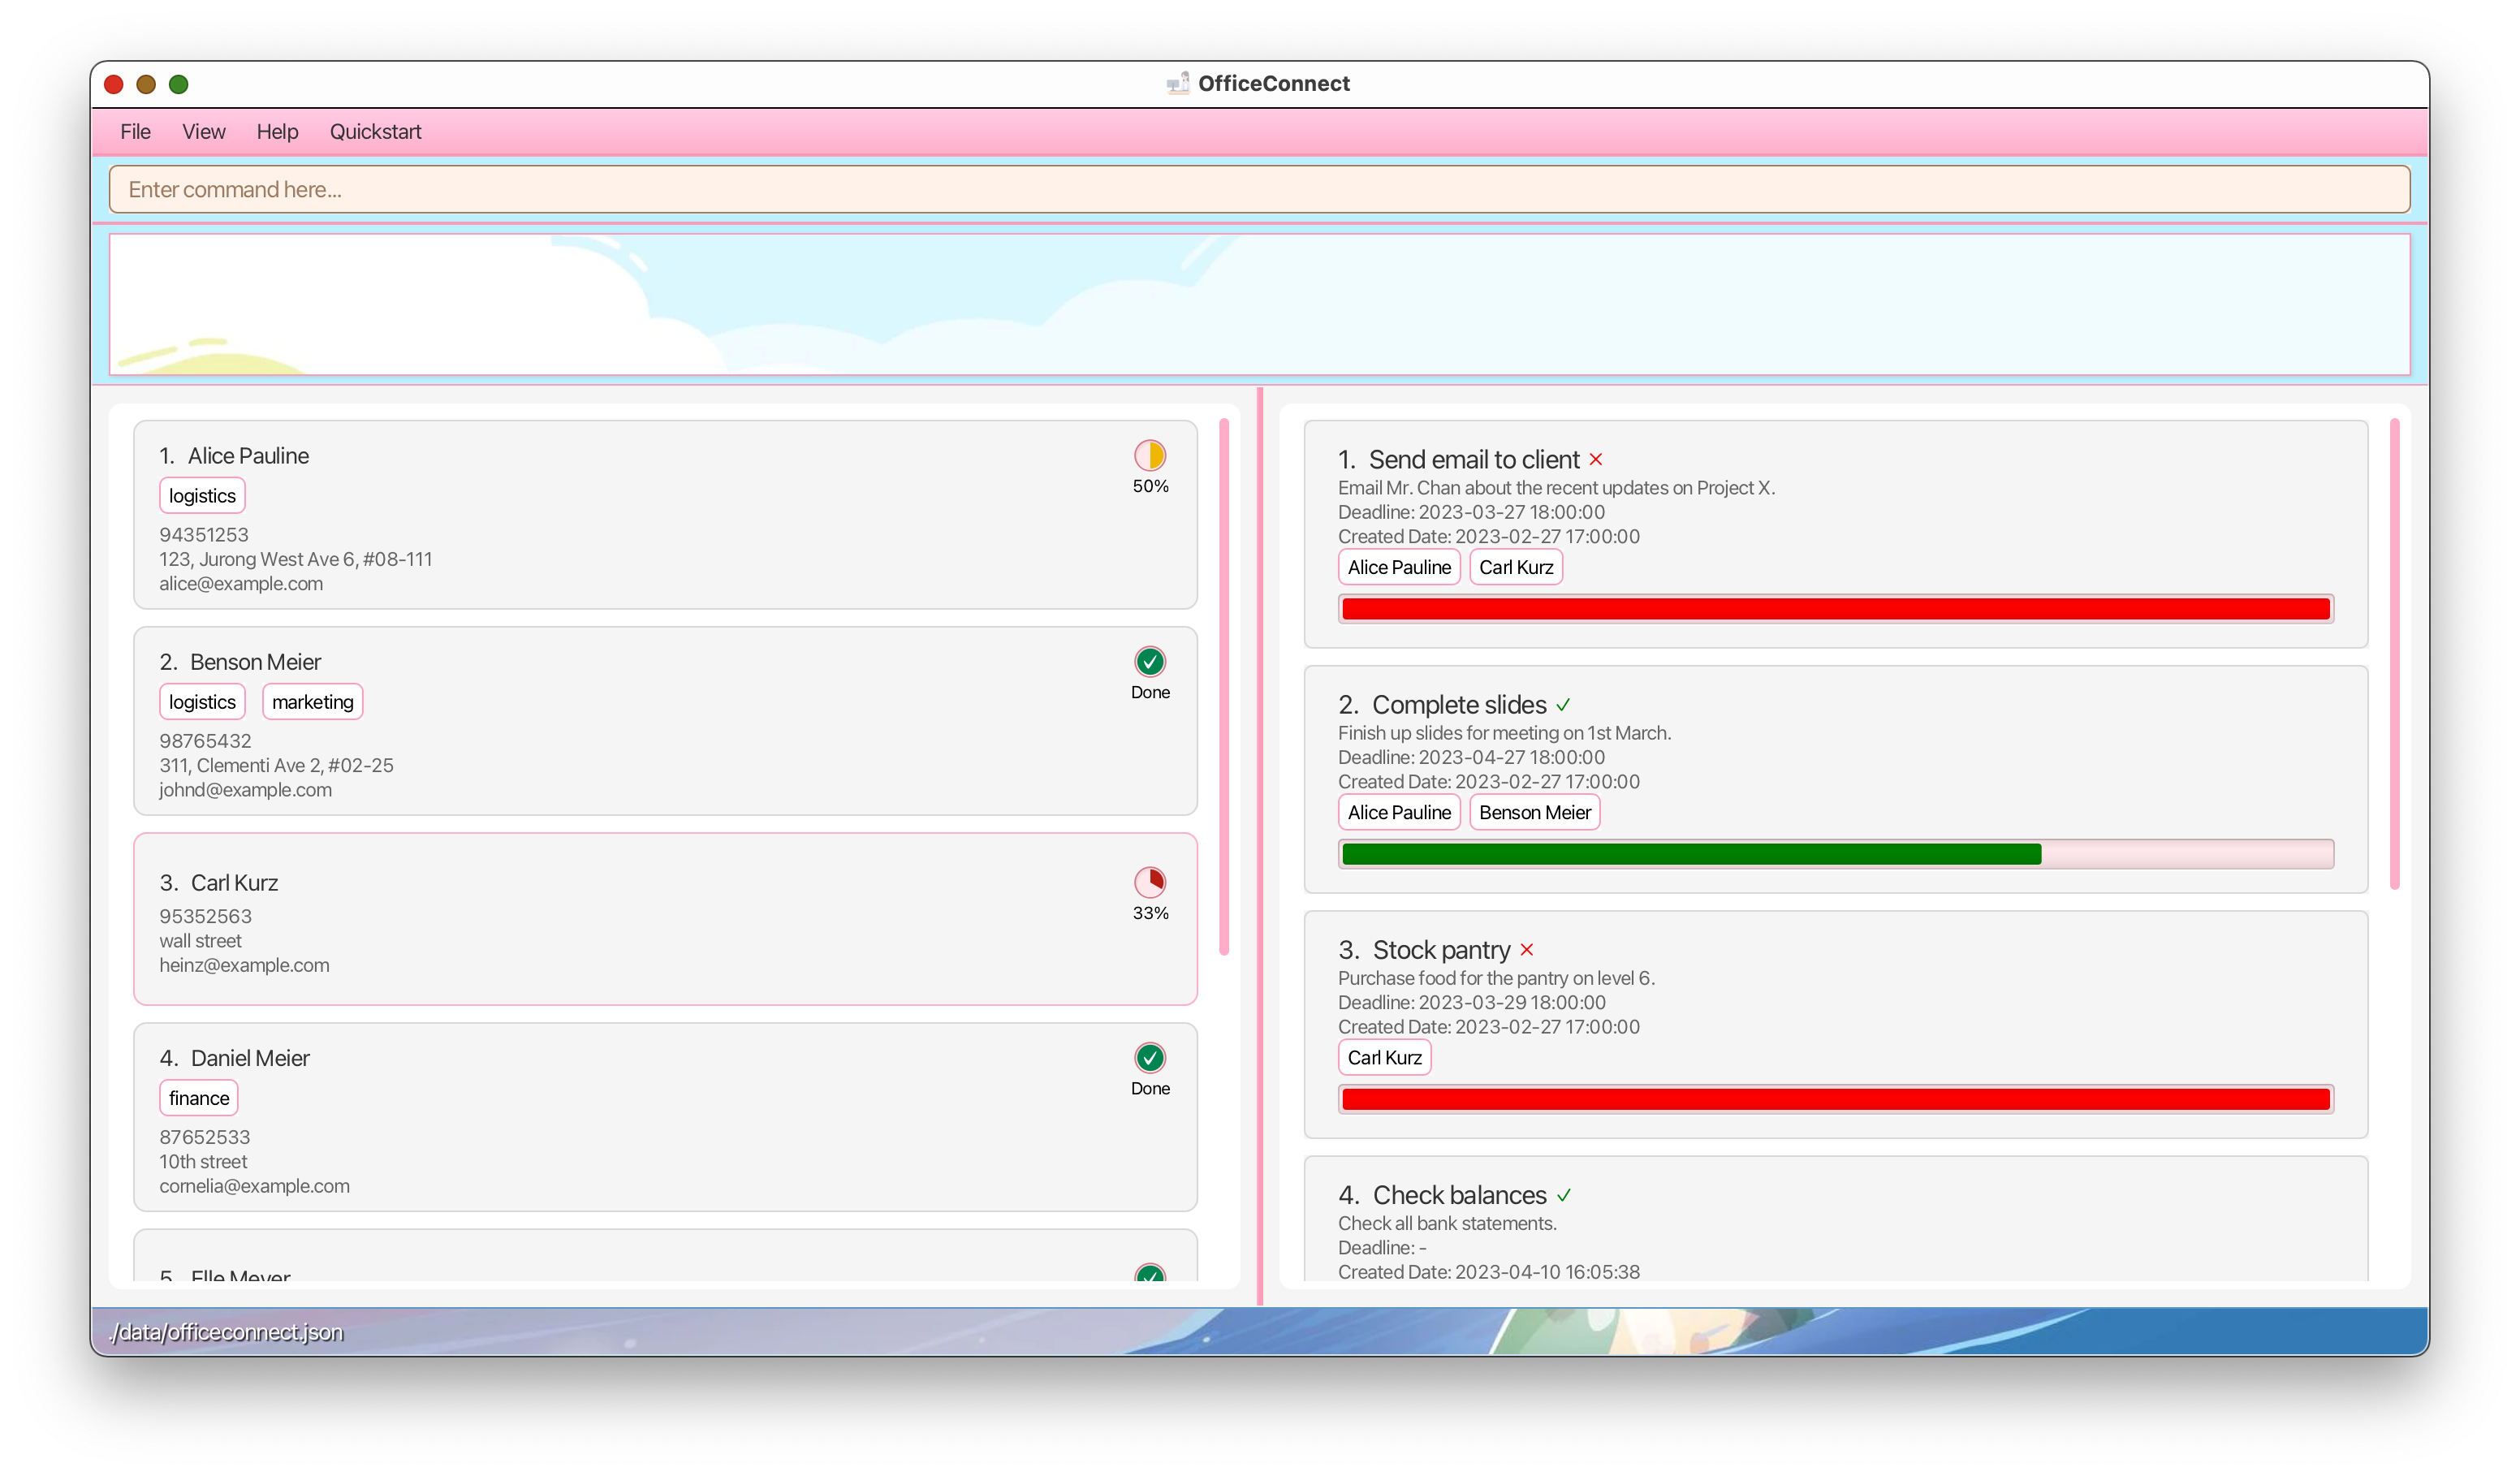 OfficeConnect
File View Help Quickstart
Enter command here...
1. Alice Pauline
logistics
50%
94351253
123, Jurong West Ave 6, #08-111
alice@example.com
2. Benson Meier
logistics marketing
Done
98765432
311, Clementi Ave 2, #02-25
johnd@example.com
3. Carl Kurz
33%
95352563
wall street
heinz@example.com
4. Daniel Meier
finance
Done
87652533
10th street
cornelia@example.com
5. Elle Meyer
1. Send email to client ×
Email Mr. Chan about the recent updates on Project X.
Deadline: 2023-03-27 18:00:00
Created Date: 2023-02-27 17:00:00
Alice Pauline Carl Kurz
2. Complete slides ✓
Finish up slides for meeting on 1st March.
Deadline: 2023-04-27 18:00:00
Created Date: 2023-02-27 17:00:00
Alice Pauline Benson Meier
3. Stock pantry ×
Purchase food for the pantry on level 6.
Deadline: 2023-03-29 18:00:00
Created Date: 2023-02-27 17:00:00
Carl Kurz
4. Check balances ✓
Check all bank statements.
Deadline: -
Created Date: 2023-04-10 16:05:38
./data/officeconnect.json